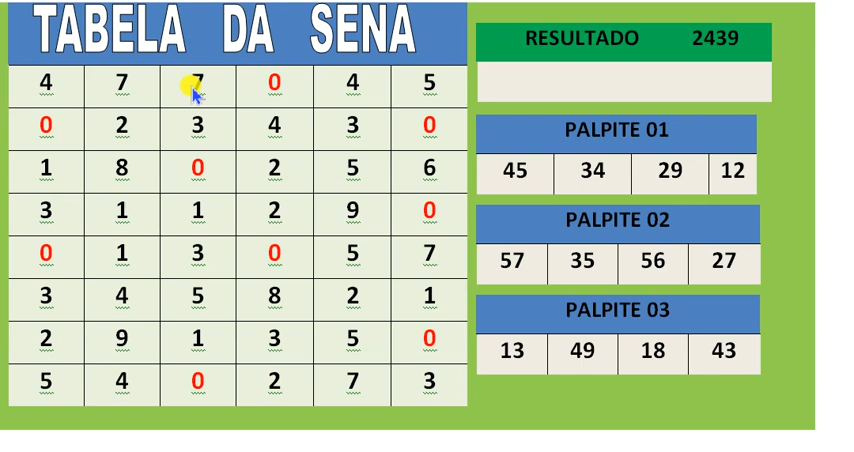 TABELA DA SENA
4 7 7 0 4 5
0 2 3 4 3 0
1 8 0 2 5 6
3 1 1 2 9 0
0 1 3 0 5 7
3 4 5 8 2 1
2 9 1 3 5 0
5 4 0 2 7 3
RESULTADO 2439
PALPITE 01
45 34 29 12
PALPITE 02
57 35 56 27
PALPITE 03
13 49 18 43